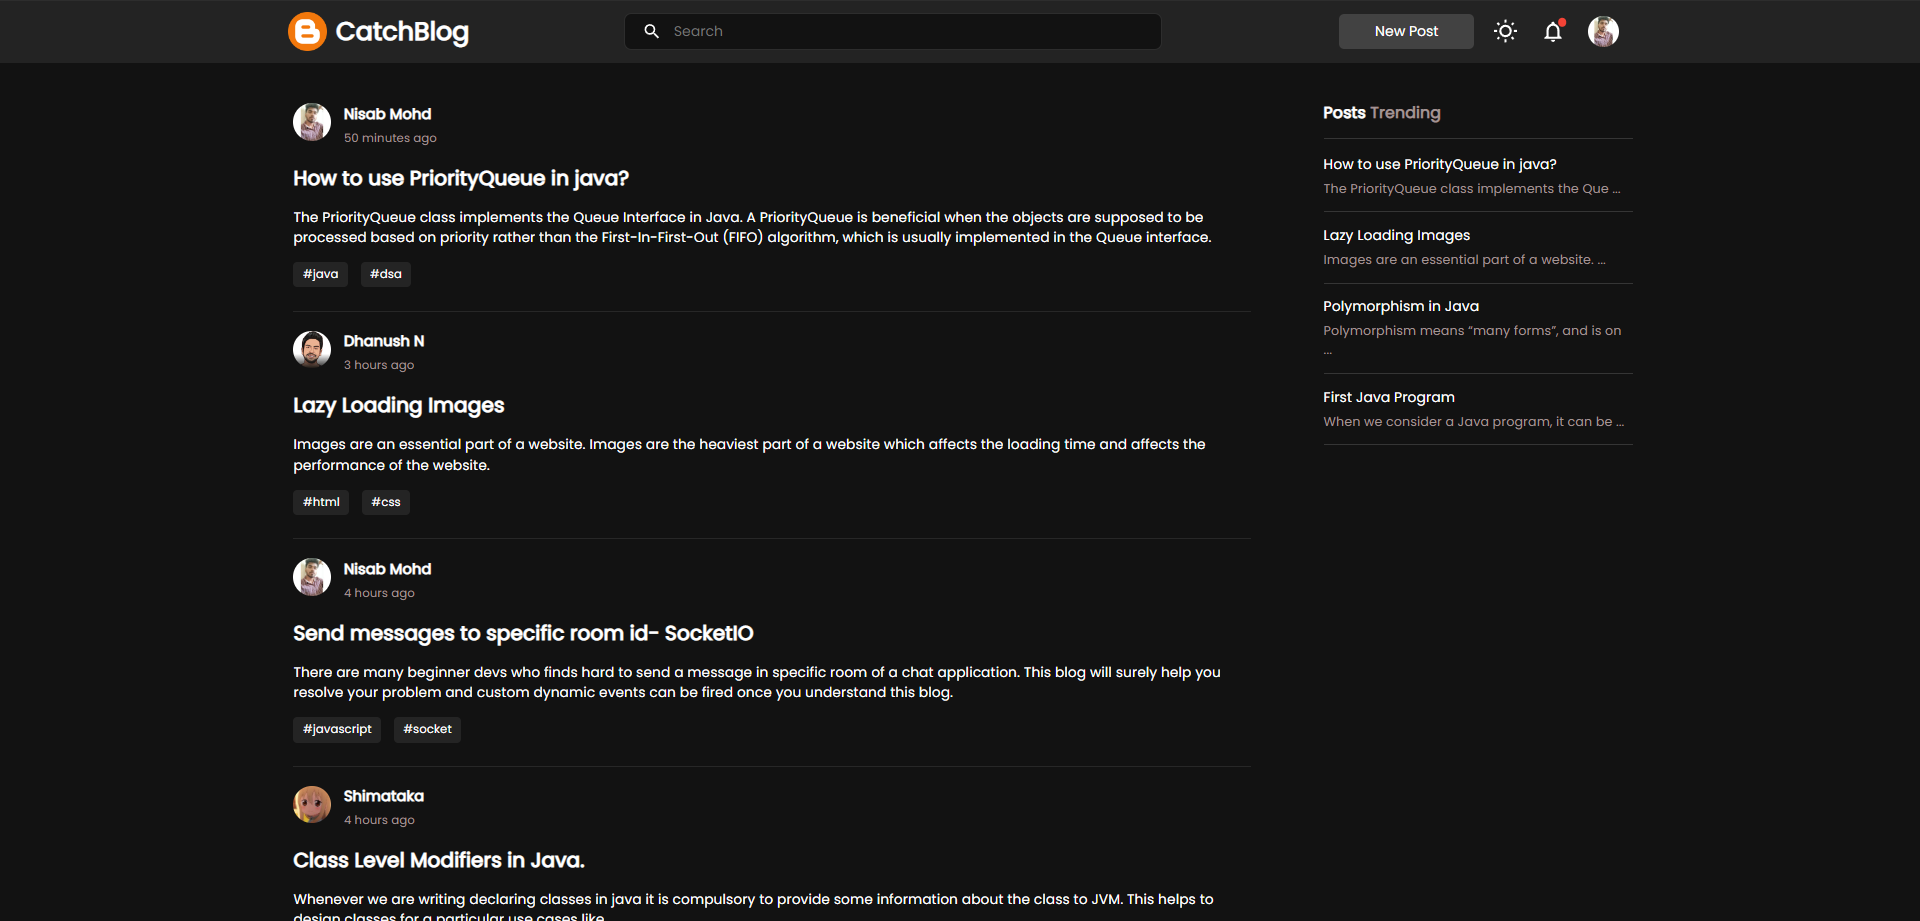 CatchBlog
Search
New Post
Nisab Mohd
50 minutes ago
How to use PriorityQueue in java?
The PriorityQueue class implements the Queue Interface in Java. A PriorityQueue is beneficial when the objects are supposed to be
processed based on priority rather than the First-In-First-Out (FIFO) algorithm, which is usually implemented in the Queue interface.
#java #dsa
Dhanush N
3 hours ago
Lazy Loading Images
Images are an essential part of a website. Images are the heaviest part of a website which affects the loading time and affects the
performance of the website.
#html #css
Nisab Mohd
4 hours ago
Send messages to specific room id- SocketIO
There are many beginner devs who finds hard to send a message in specific room of a chat application. This blog will surely help you
resolve your problem and custom dynamic events can be fired once you understand this blog.
#javascript #socket
Shimataka
4 hours ago
Class Level Modifiers in Java.
Whenever we are writing declaring classes in java it is compulsory to provide some information about the class to JVM. This helps to
design classes for a particular use cases like
Posts Trending
How to use PriorityQueue in java?
The PriorityQueue class implements the Que ...
Lazy Loading Images
Images are an essential part of a website. ...
Polymorphism in Java
Polymorphism means “many forms”, and is on
...
First Java Program
When we consider a Java program, it can be ...